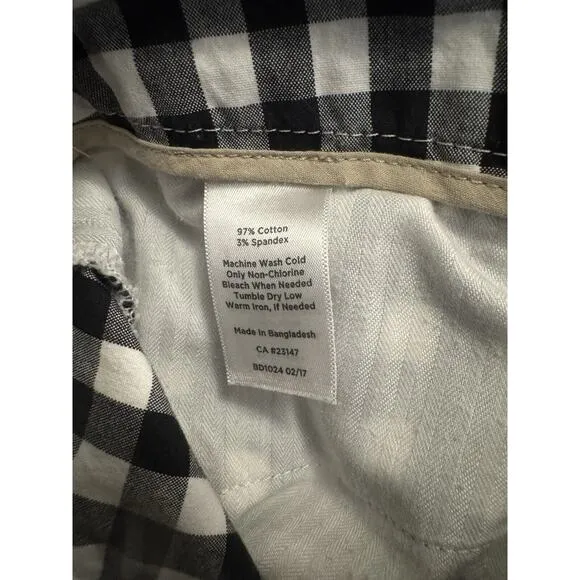 97% Cotton
3% Spandex
Machine Wash Cold
Only Non-Chlorine
Bleach When Needed
Tumble Dry Low
Warm Iron, If Needed
Made in Bangladesh
CA #23147
BD1024 02/17